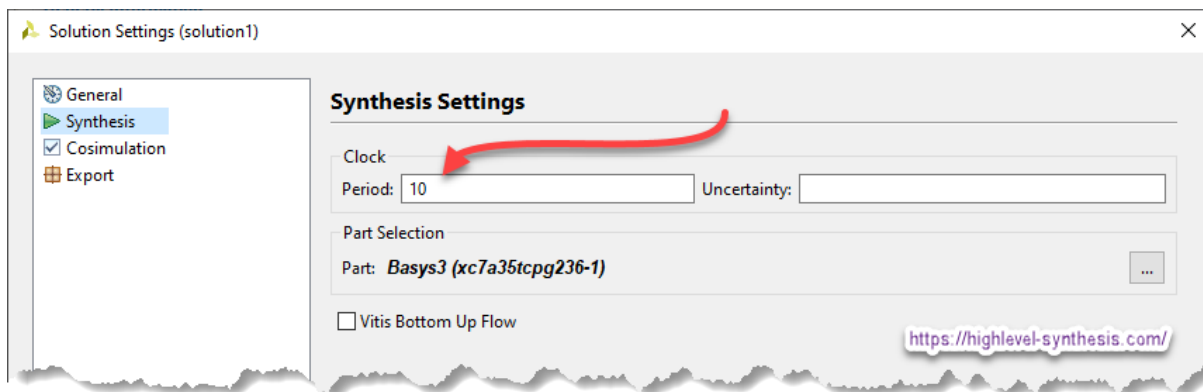 Solution Settings (solution1)
General
Synthesis
Cosimulation
Export
Synthesis Settings
Clock
Period: 10 Uncertainty:
Part Selection
Part: Basys3 (xc7a35tcpg236-1)
...
Vitis Bottom Up Flow
https://highlevel-synthesis.com/